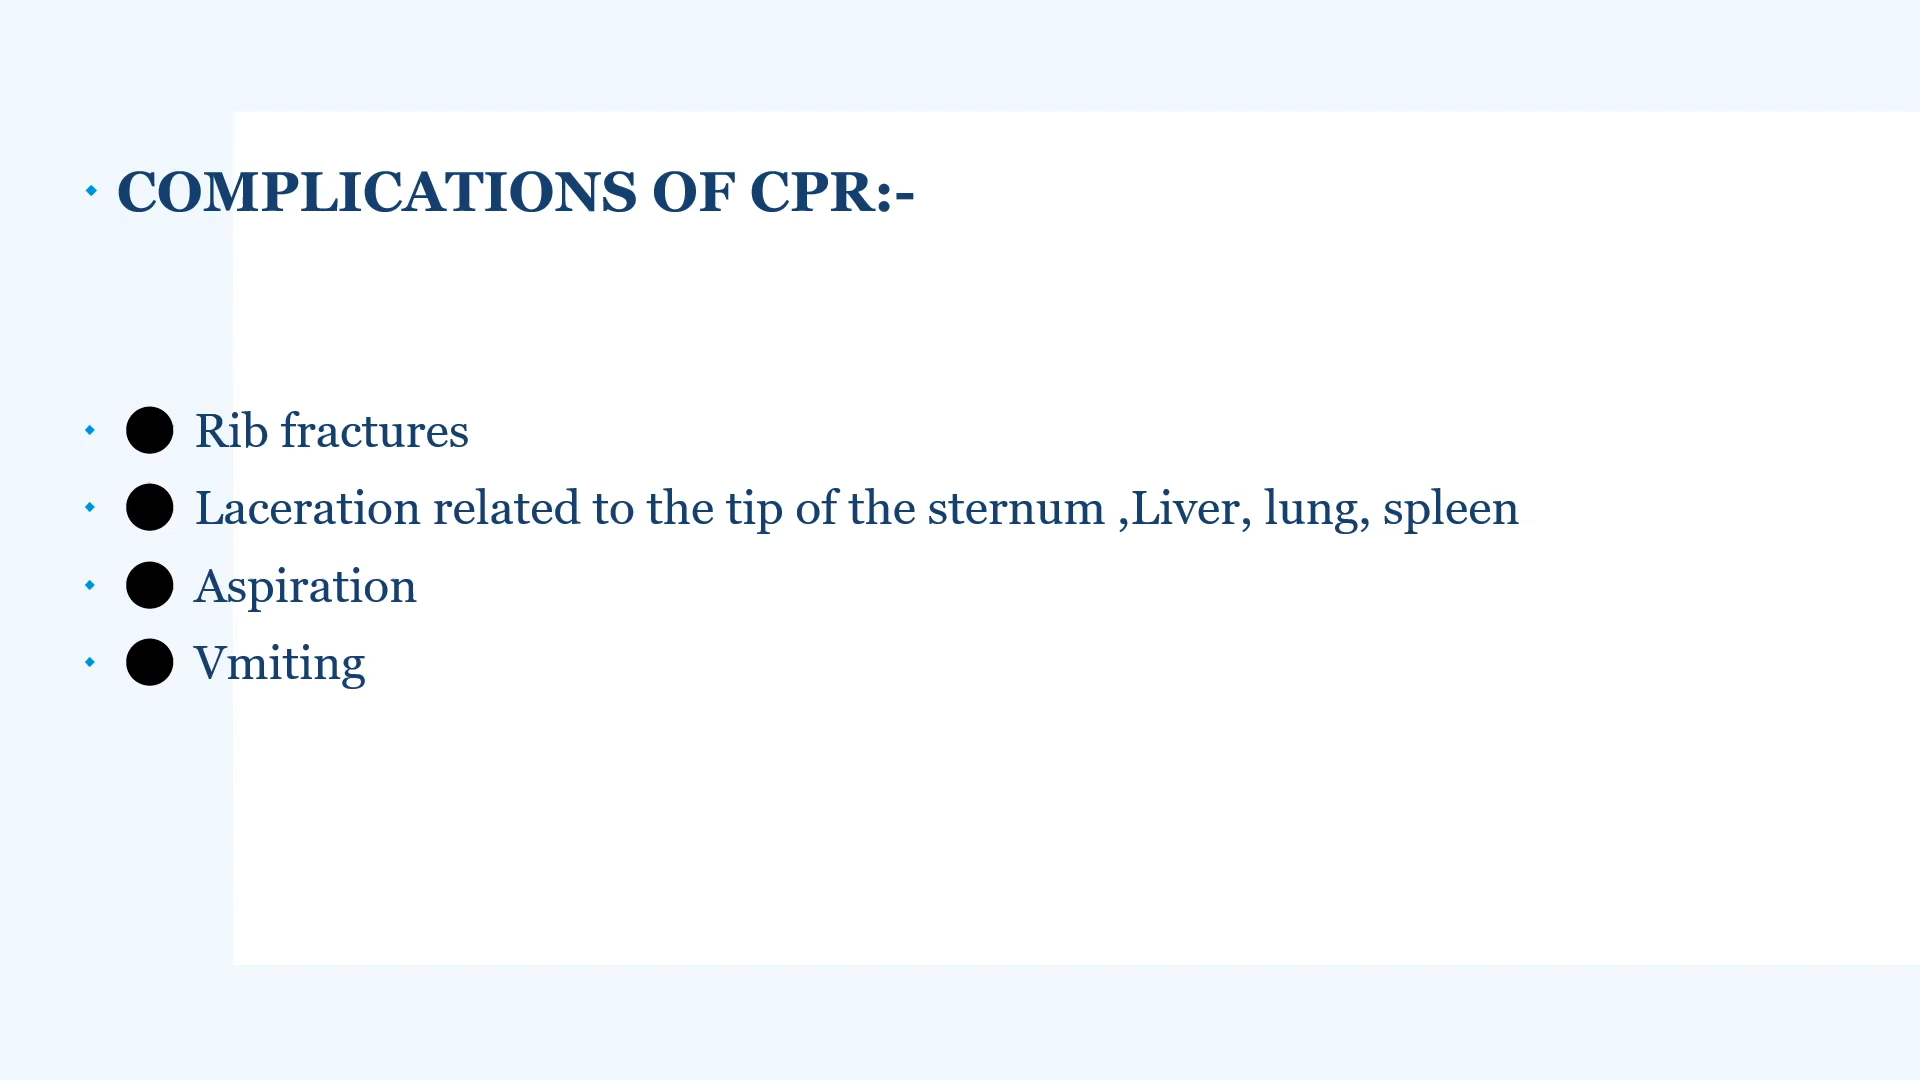 COMPLICATIONS OF CPR:-
● Rib fractures
● Laceration related to the tip of the sternum ,Liver, lung, spleen
● Aspiration
● Vmiting